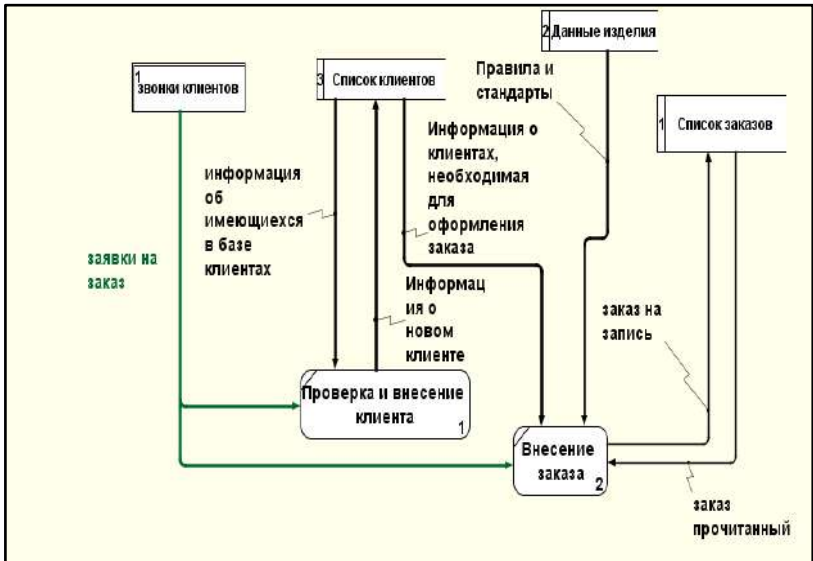 2 Данные изделия
1
звонки клиентов
3 Список клиентов
Правила и
стандарты
1 Список заказов
Информация о
клиентах,
необходимая
для
оформления
заказа
информация
об
имеющиехся
в базе
клиентах
заявки на
заказ
Информац
ия о
новом
клиенте
заказ на
запись
Проверка и внесение
клиента
1
Внесение
заказа
2
заказ
прочитанный